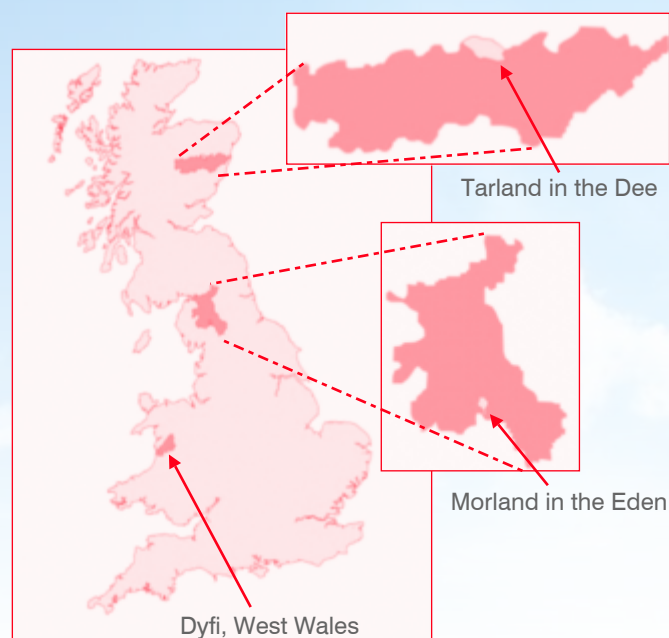 Tarland in the Dee
Morland in the Eden
Dyfi, West Wales